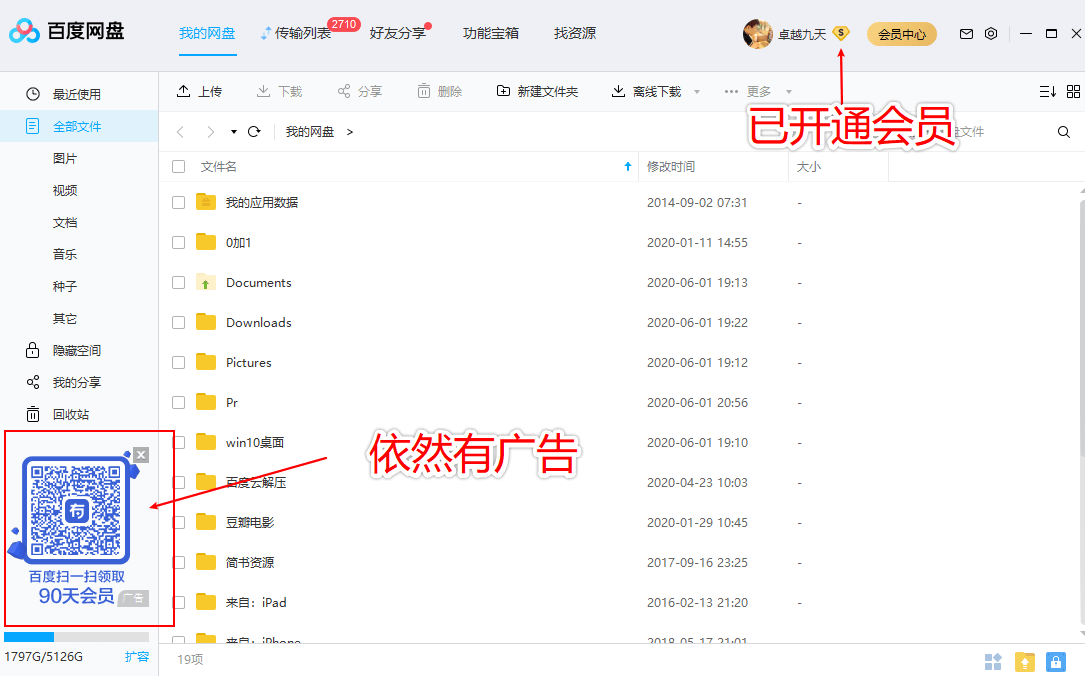 百度网盘
我的网盘 传输列表 2710 好友分享 功能宝箱 找资源
卓越九天 S 会员中心
最近使用
全部文件
图片
视频
文档
音乐
种子
其它
隐藏空间
我的分享
回收站
有
百度扫一扫领取
90天会员 广告
1797G/5126G 扩容
上传 下载 分享 删除 新建文件夹 离线下载 更多
我的网盘 >
文件
已开通会员
文件名 修改时间 大小
我的应用数据 2014-09-02 07:31 -
0加1 2020-01-11 14:55 -
Documents 2020-06-01 19:13 -
Downloads 2020-06-01 19:22 -
Pictures 2020-06-01 19:12 -
Pr 2020-06-01 20:56 -
win10桌面 2020-06-01 19:10 -
依然有广告
百度云解压 2020-04-23 10:03 -
豆瓣电影 2020-01-29 10:45 -
简书资源 2017-09-16 23:25 -
来自：iPad 2016-02-13 21:20 -
来自：iPhone 2018-05-17 21:01 -
19项